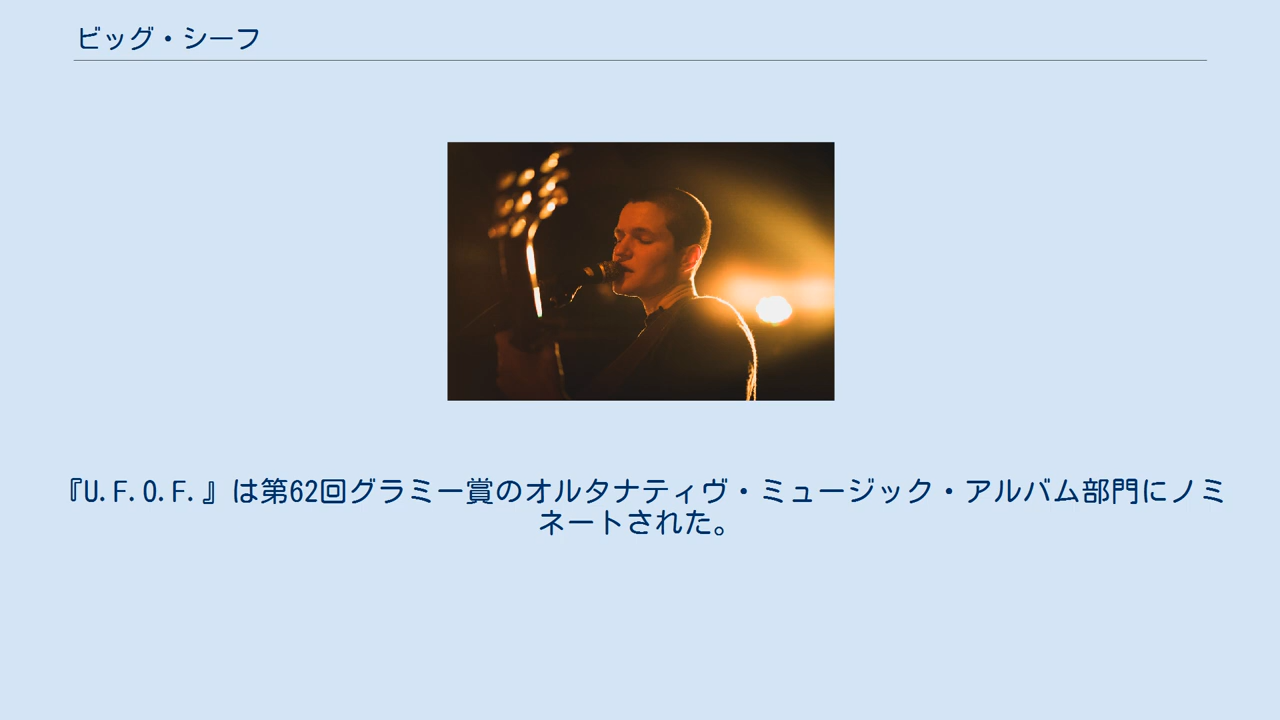 ビッグ・シーフ
『U.F.O.F.』は第62回グラミー賞のオルタナティヴ・ミュージック・アルバム部門にノミ
ネートされた。